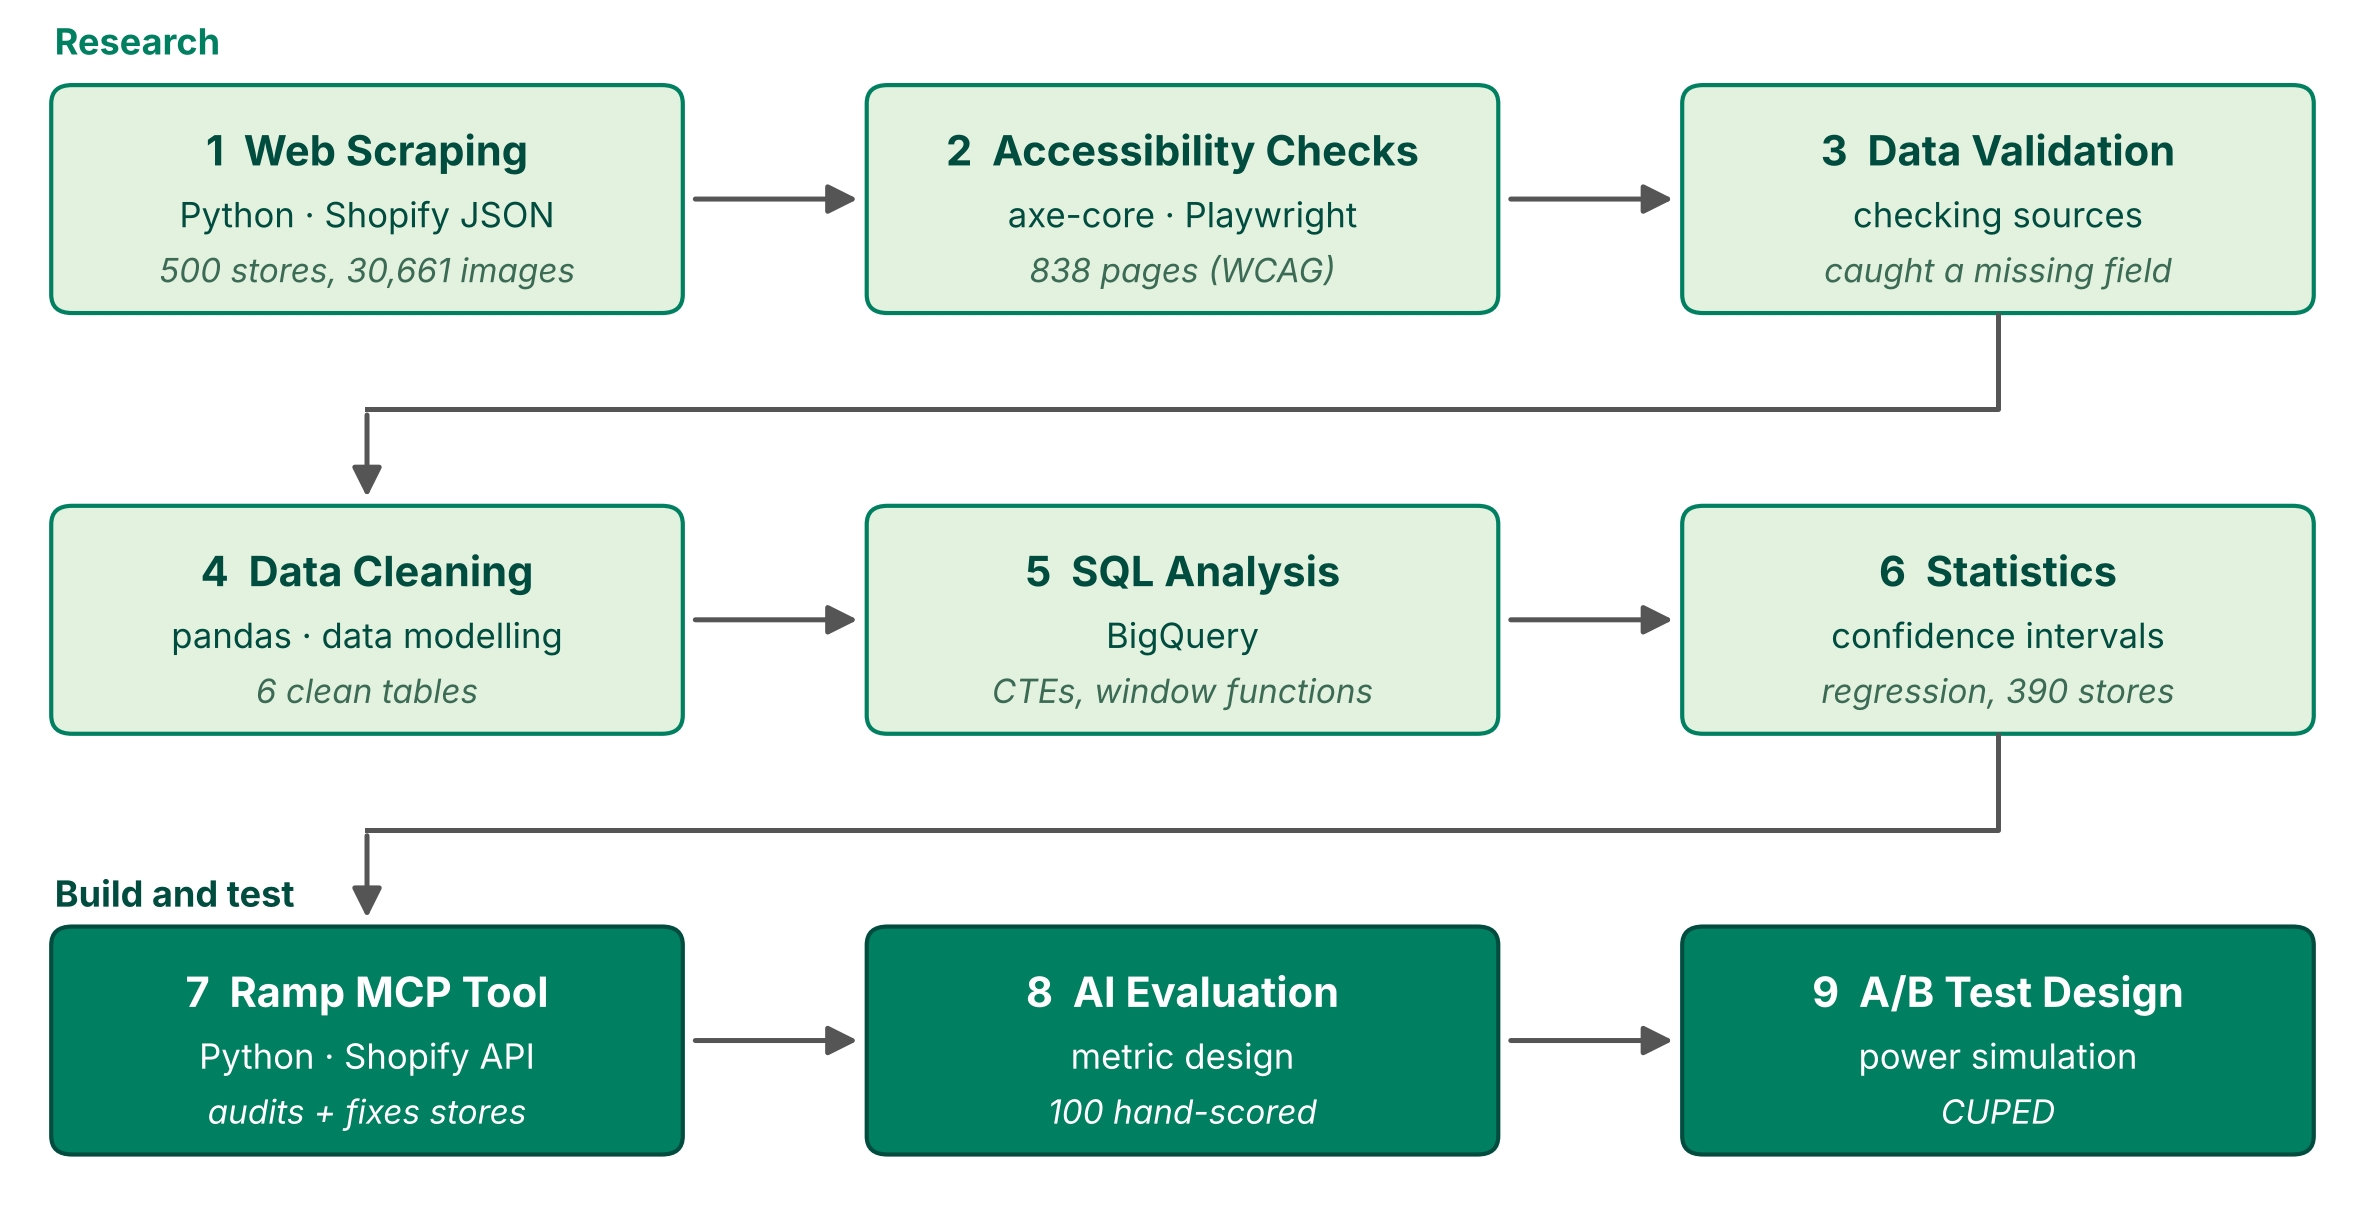 Research
1 Web Scraping
Python · Shopify JSON
500 stores, 30,661 images
2 Accessibility Checks
axe-core · Playwright
838 pages (WCAG)
3 Data Validation
checking sources
caught a missing field
4 Data Cleaning
pandas · data modelling
6 clean tables
5 SQL Analysis
BigQuery
CTEs, window functions
6 Statistics
confidence intervals
regression, 390 stores
Build and test
7 Ramp MCP Tool
Python · Shopify API
audits + fixes stores
8 AI Evaluation
metric design
100 hand-scored
9 A/B Test Design
power simulation
CUPED